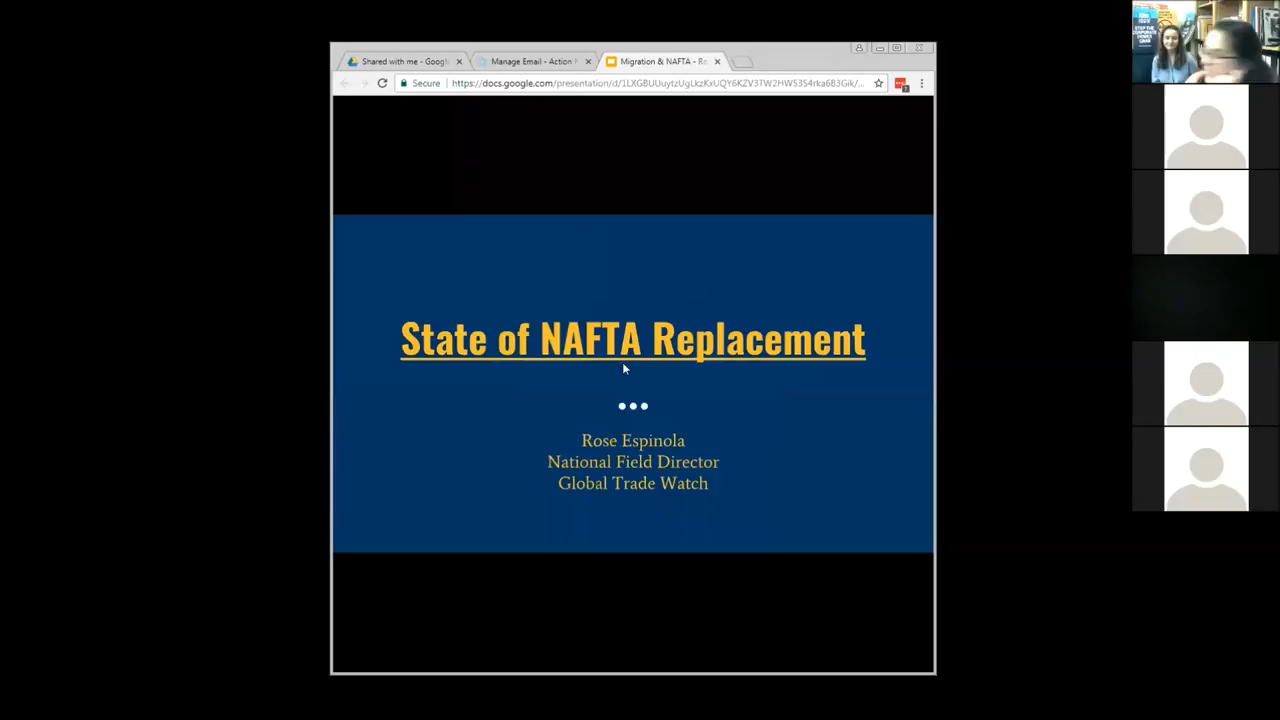 Shared with me - Googl
Manage Email - Action
Migration & NAFTA - R
Secure
State of NAFTA Replacement
Rose Espinola
National Field Director
Global Trade Watch